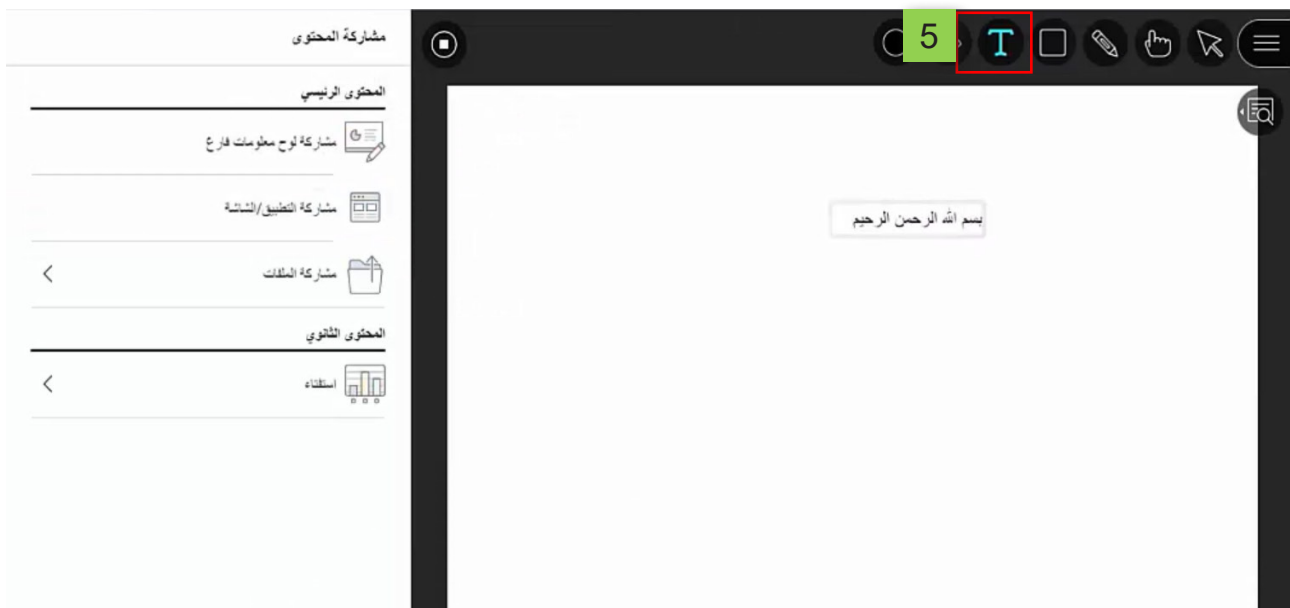 مشاركة المحتوى
5
T
المحتوى الرئيسي
مشاركة لوح معلومات فارغ
مشاركة التطبيق/الشاشة
مشاركة الملفات
المحتوى الثانوي
استفتاء
بسم الله الرحمن الرحيم